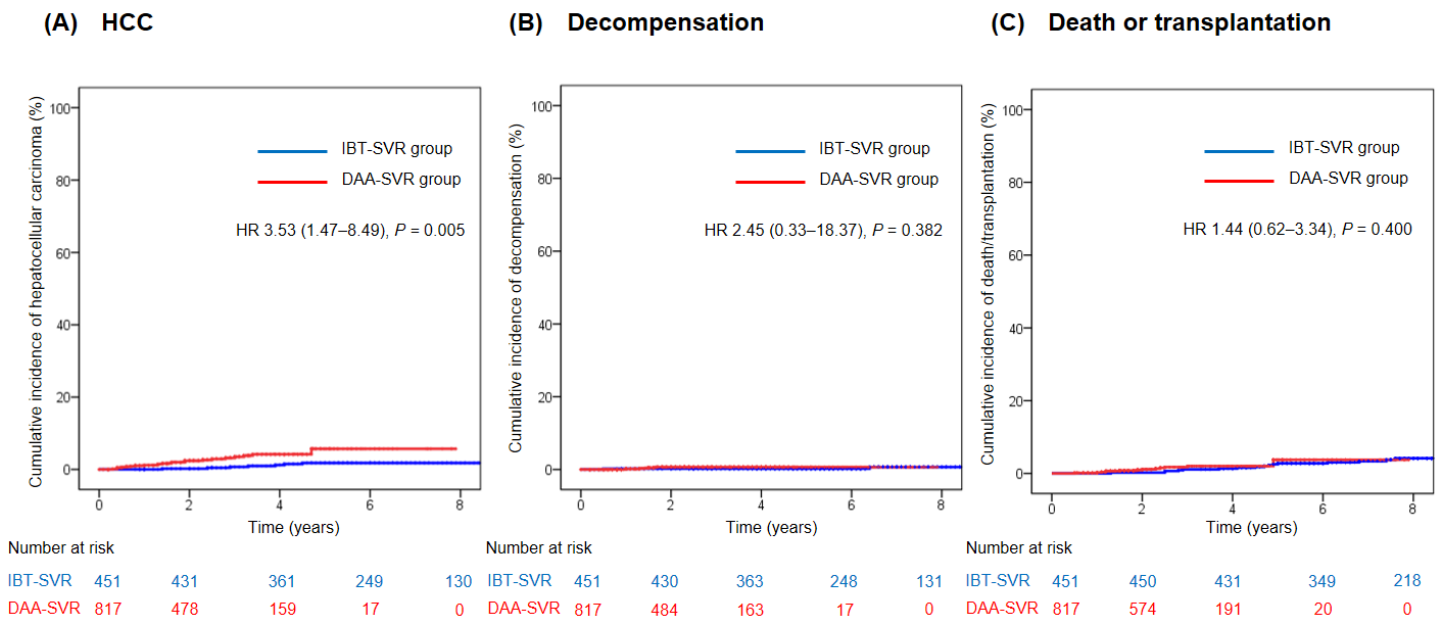 (A) HCC
Cumulative incidence of hepatocellular carcinoma (%)
100
80
60
40
20
0
IBT-SVR group
DAA-SVR group
HR 3.53 (1.47–8.49), P = 0.005
0 2 4 6 8
Time (years)
Number at risk
IBT-SVR 451 431 361 249 130
DAA-SVR 817 478 159 17 0
(B) Decompensation
Cumulative incidence of decompensation (%)
100
80
60
40
20
0
IBT-SVR group
DAA-SVR group
HR 2.45 (0.33–18.37), P = 0.382
0 2 4 6 8
Time (years)
Number at risk
IBT-SVR 451 430 363 248 131
DAA-SVR 817 484 163 17 0
(C) Death or transplantation
Cumulative incidence of death/transplantation (%)
100
80
60
40
20
0
IBT-SVR group
DAA-SVR group
HR 1.44 (0.62–3.34), P = 0.400
0 2 4 6 8
Time (years)
Number at risk
IBT-SVR 451 450 431 349 218
DAA-SVR 817 574 191 20 0